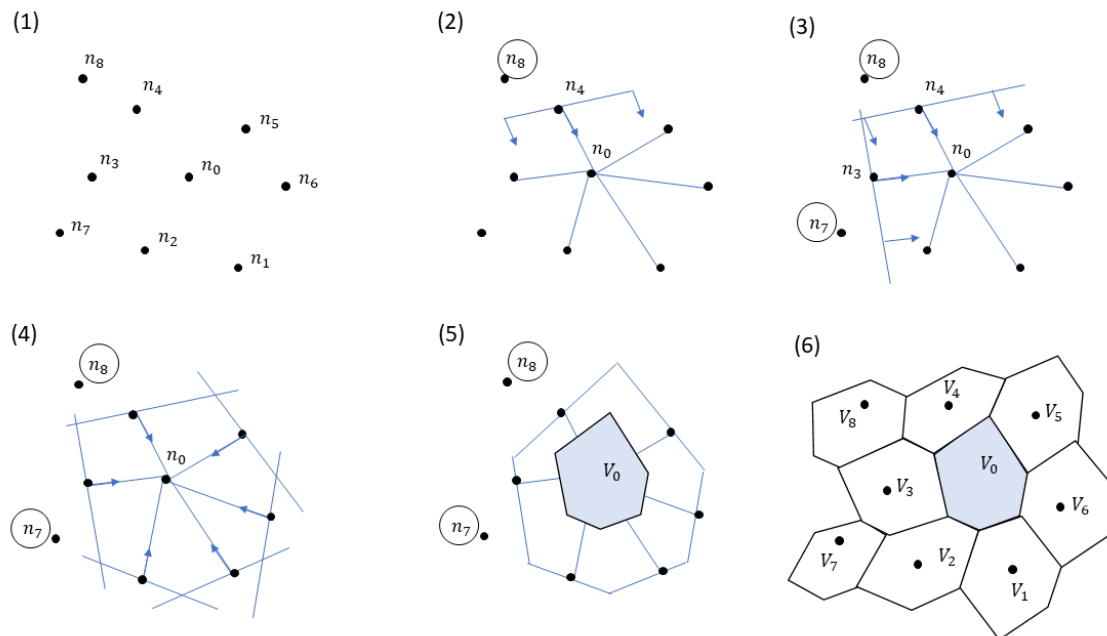 (1)
n₈
n₄
n₅
n₃
n₀
n₆
n₇
n₂
n₁
(2)
n₈
n₄
n₀
(3)
n₈
n₄
n₃
n₀
n₇
(4)
n₈
n₀
n₇
(5)
n₈
V₀
n₇
(6)
V₄
V₈
V₅
V₀
V₃
V₆
V₇
V₂
V₁